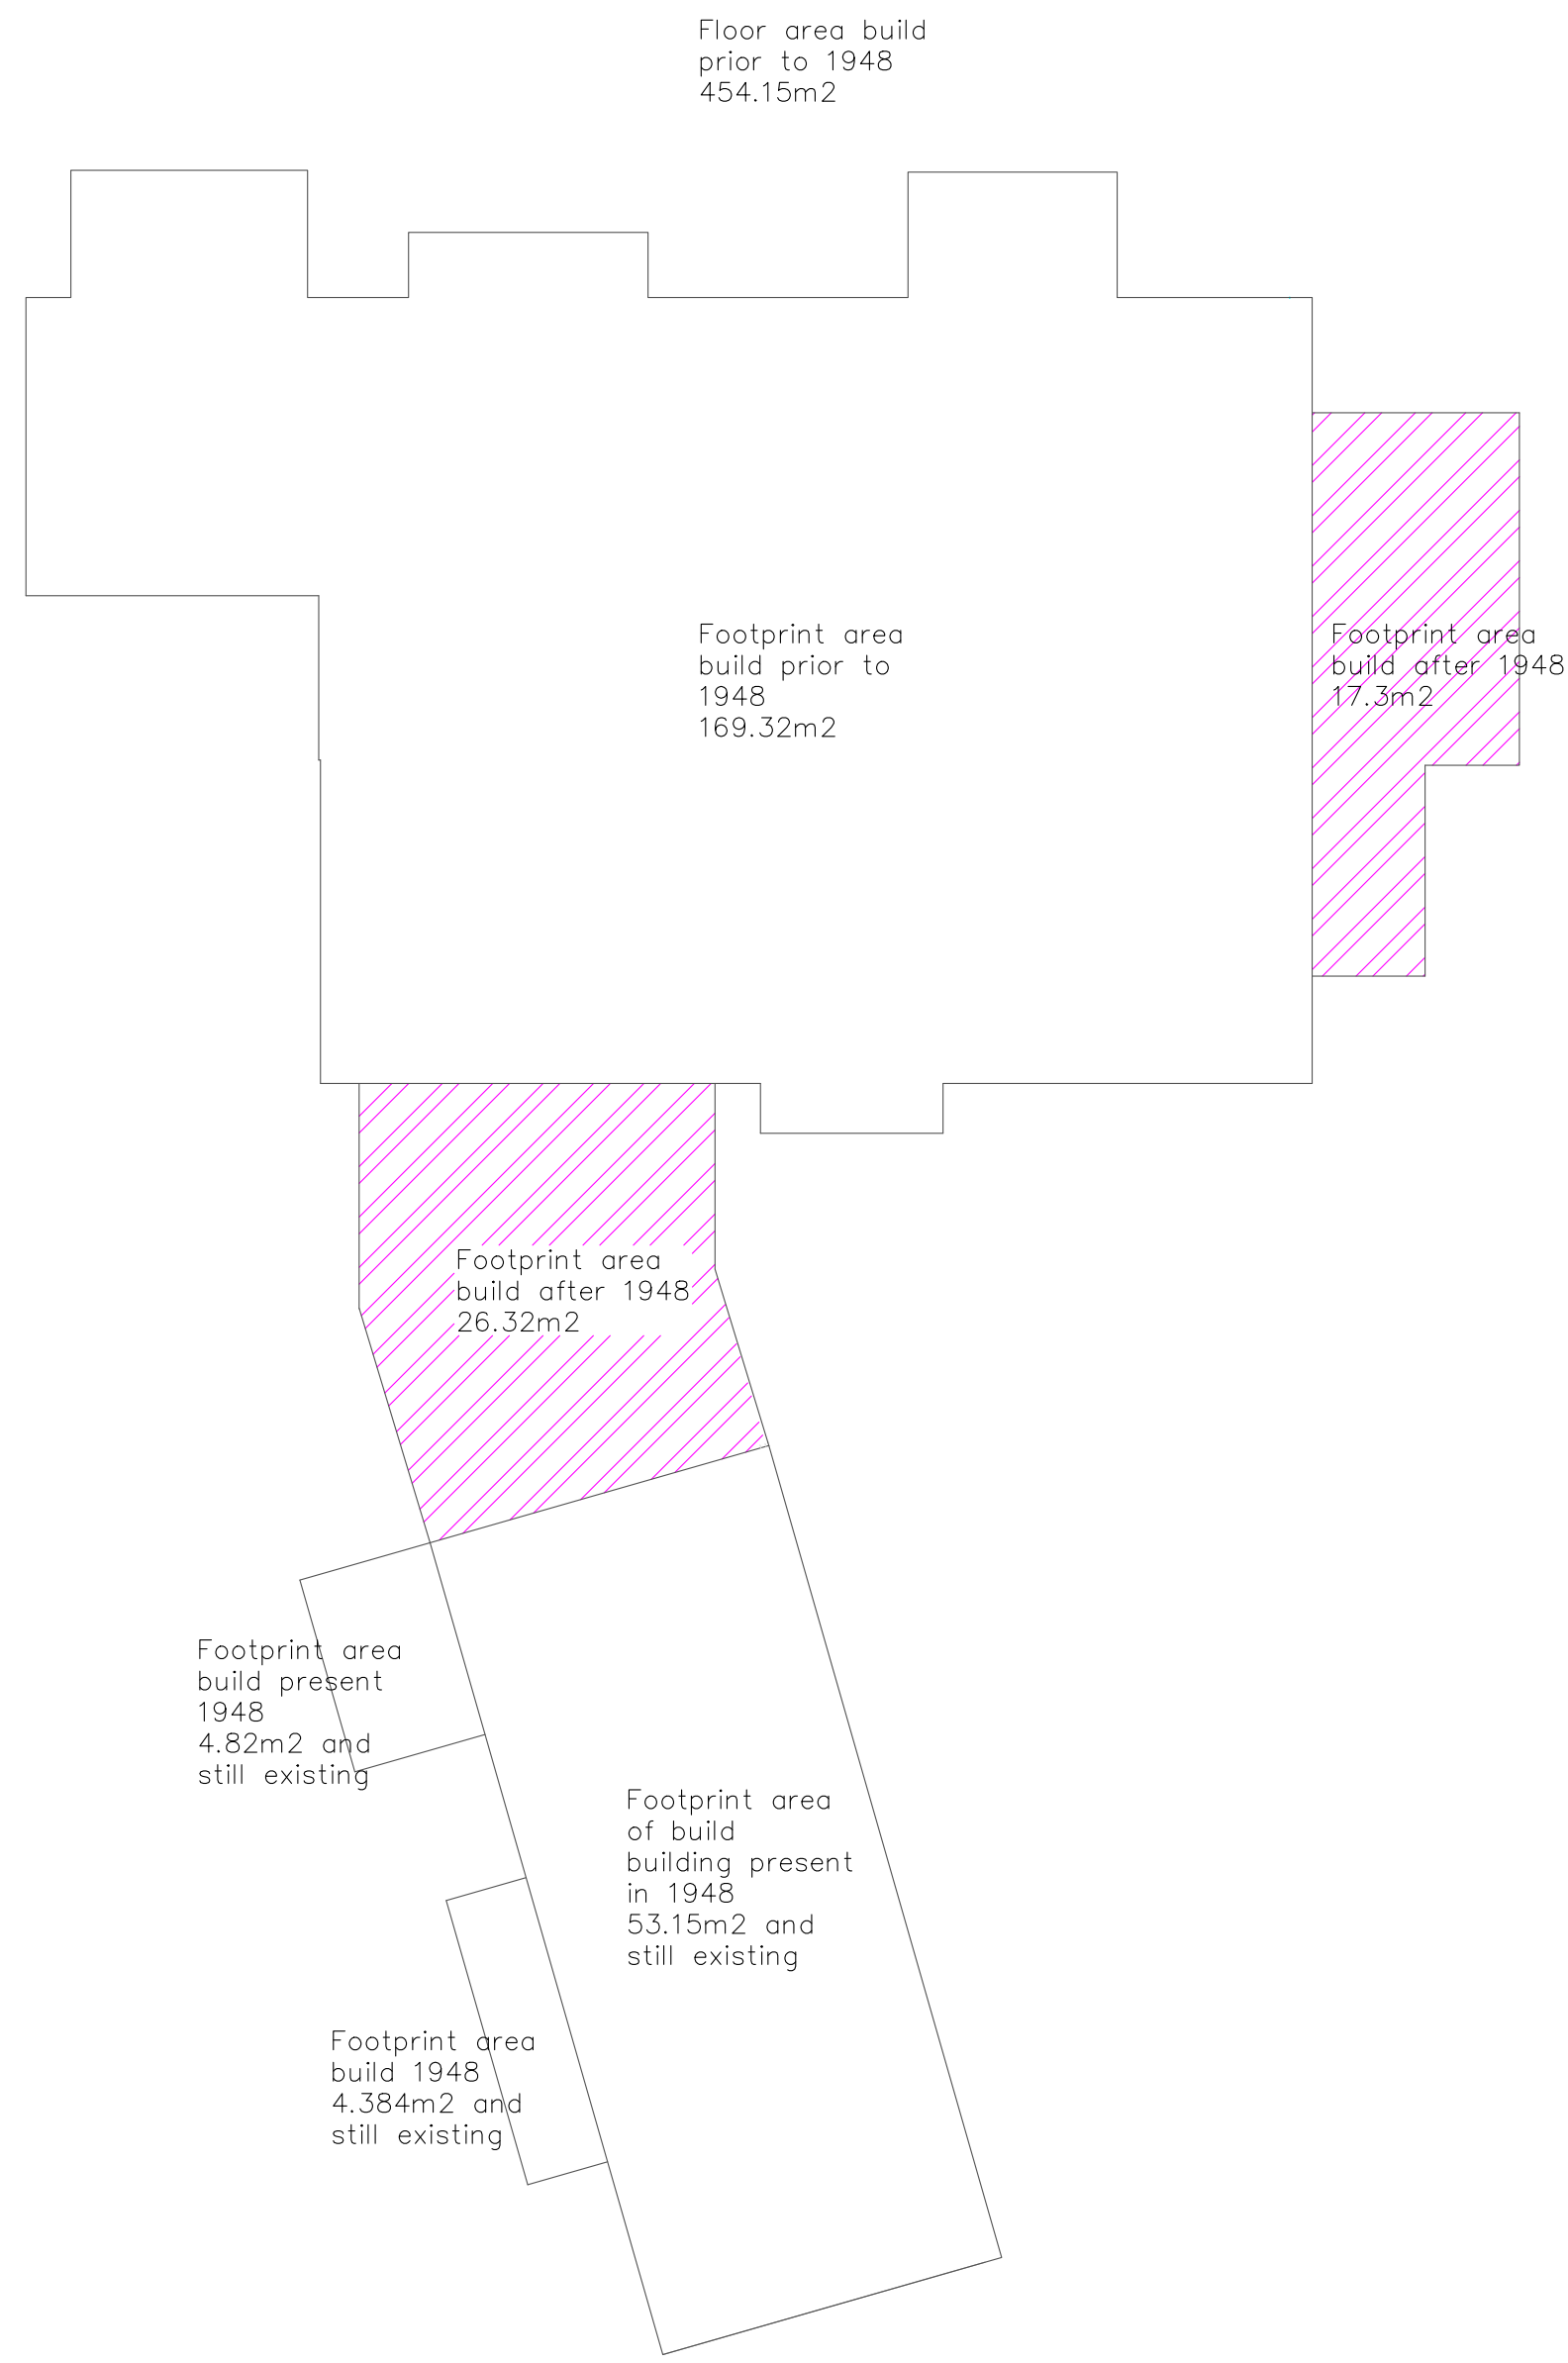 Floor area build
prior to 1948
454.15m2
Footprint area
build prior to
1948
169.32m2
Footprint area
build after 1948
17.3m2
Footprint area
build after 1948
26.32m2
Footprint area
build present
1948
4.82m2 and
still existing
Footprint area
of build
building present
in 1948
53.15m2 and
still existing
Footprint area
build 1948
4.384m2 and
still existing